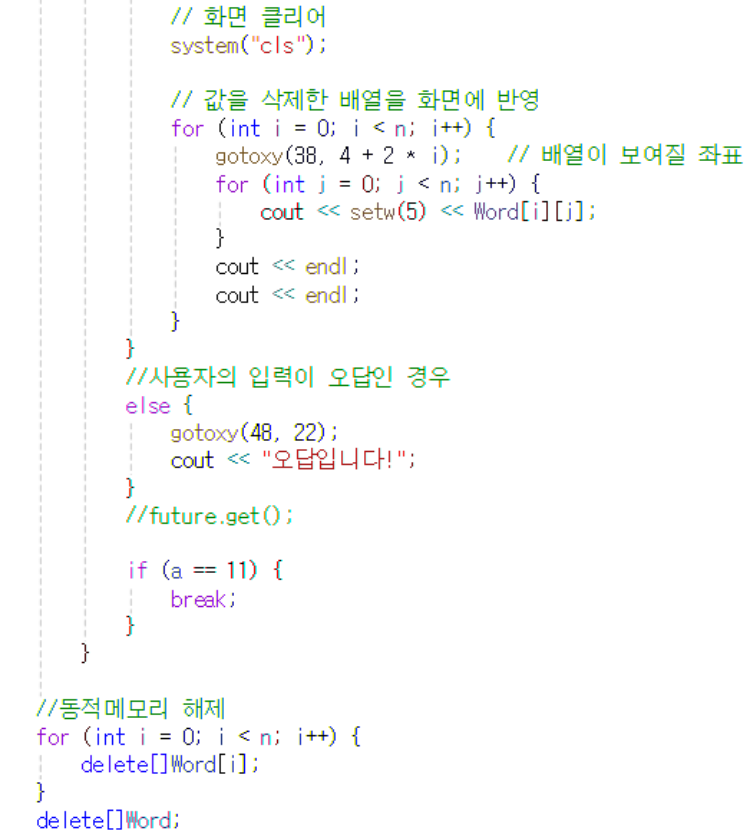 // 화면 클리어
system("cls");
// 값을 삭제한 배열을 화면에 반영
for (int i = 0; i < n; i++) {
gotoxy(38, 4 + 2 * i); // 배열이 보여질 좌표
for (int j = 0; j < n; j++) {
cout << setw(5) << Word[i][j];
}
cout << endl;
cout << endl;
}
}
//사용자의 입력이 오답인 경우
else {
gotoxy(48, 22);
cout << "오답입니다!";
}
//future.get();
if (a == 11) {
break;
}
}
//동적메모리 해제
for (int i = 0; i < n; i++) {
delete[]Word[i];
}
delete[]Word;